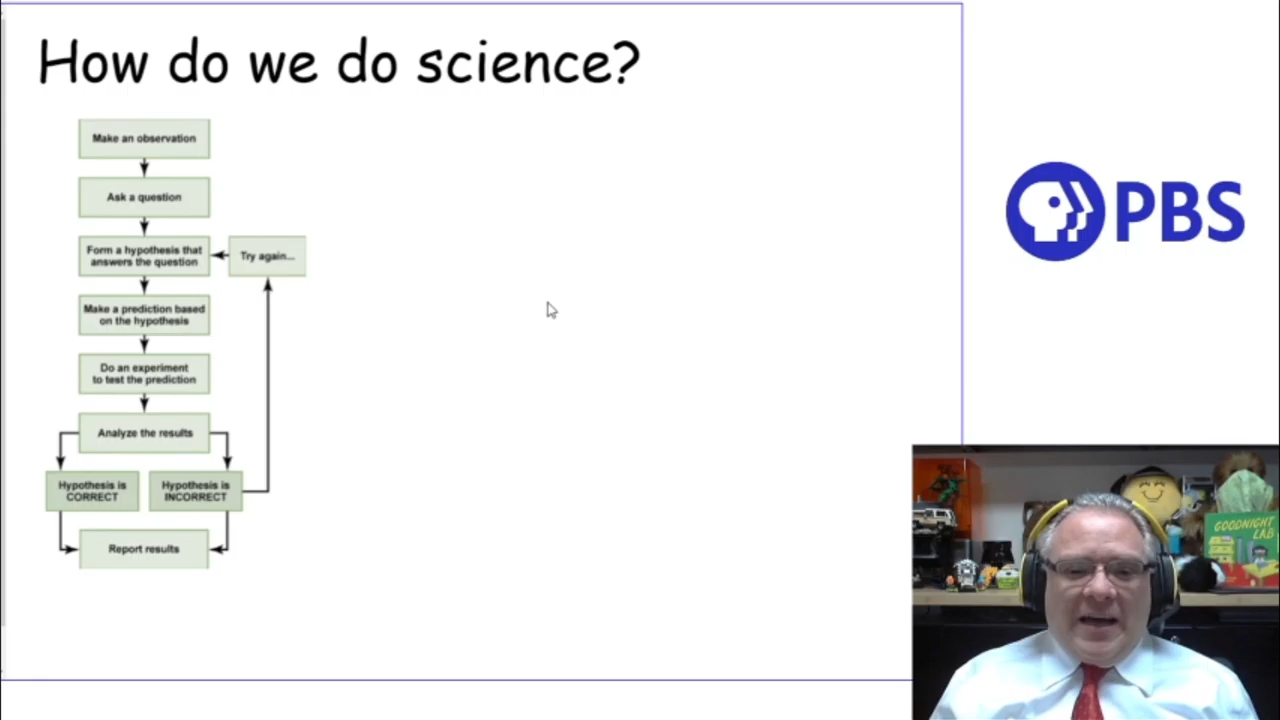 How do we do science?
Make an observation
Ask a question
Form a hypothesis that
answers the question
Try again...
Make a prediction based
on the hypothesis
Do an experiment
to test the prediction
Analyze the results
Hypothesis is
CORRECT
Hypothesis is
INCORRECT
Report results
PBS
GOODNIGHT
LAB